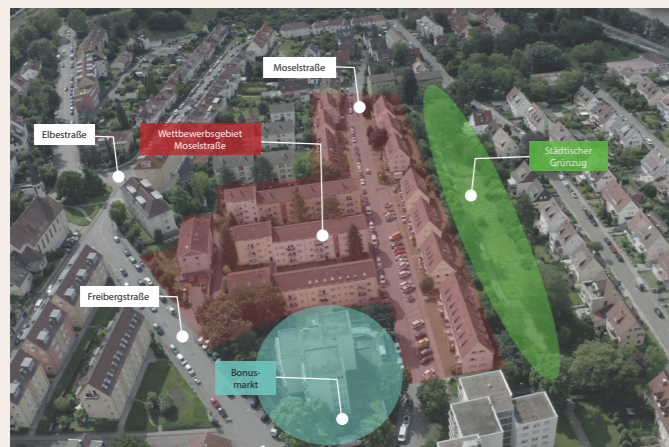 Moselstraße
Elbestraße
Wettbewerbsgebiet
Moselstraße
Städtischer
Grünzug
Freibergstraße
Bonus-
markt